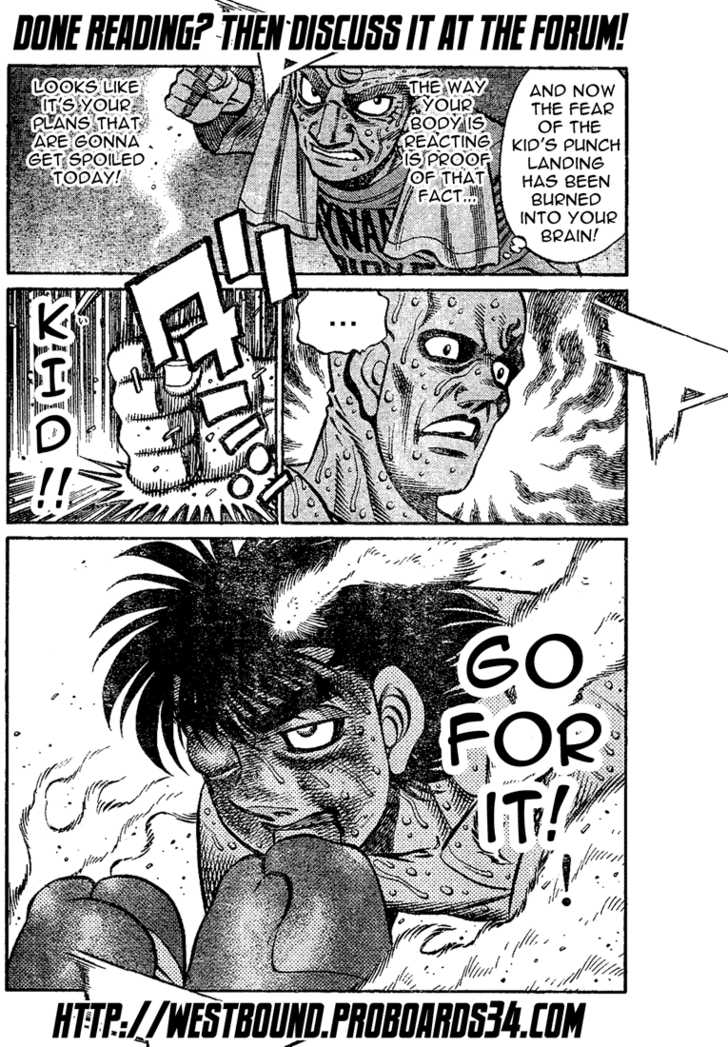 DONE READING? THEN DISCUSS IT AT THE FORUM!
AND NOW
THE FEAR
OF THE
KID'S PUNCH
LANDING
HAS BEEN
BURNED
INTO YOUR
BRAIN!
THE WAY
YOUR
BODY IS
REACTING
IS PROOF
OF THAT
FACT...
LOOKS LIKE
IT'S YOUR
PLANS THAT
ARE GONNA
GET SPOILED
TODAY!
...
KID!!
GO
FOR
IT!!
HTTP://WESTBOUND.PROBOARDS34.COM